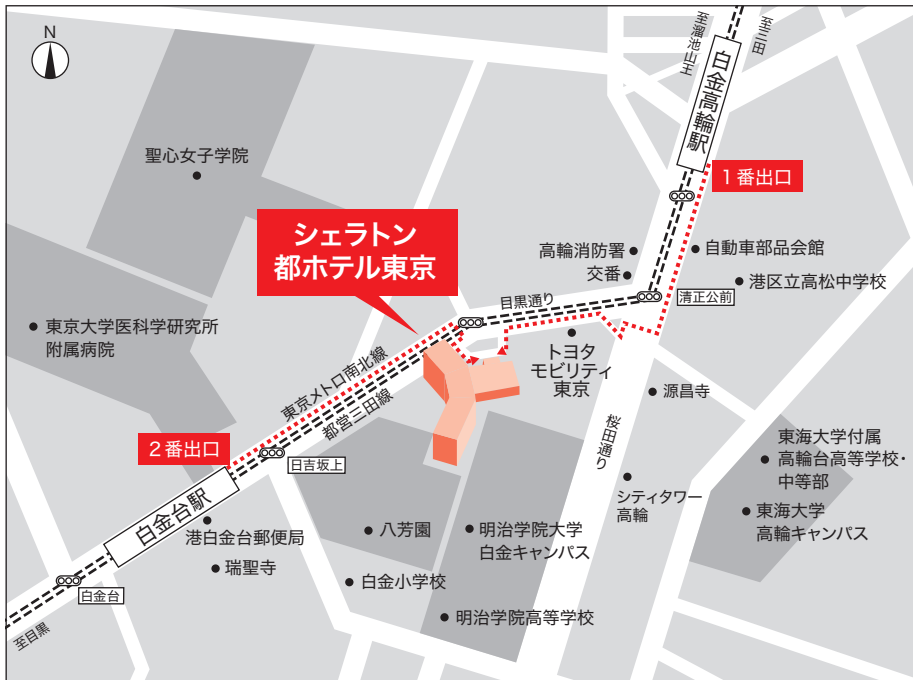 N
至溜池山王
至三田
白金高輪駅
1番出口
聖心女子学院
シェラトン
都ホテル東京
高輪消防署
交番
自動車部品会館
港区立高松中学校
清正公前
目黒通り
東京大学医科学研究所
附属病院
トヨタ
モビリティ
東京
東京メトロ南北線
都営三田線
源昌寺
桜田通り
2番出口
日吉坂上
東海大学付属
高輪台高等学校・
中等部
シティタワー
高輪
東海大学
高輪キャンパス
白金台駅
港白金台郵便局
八芳園
明治学院大学
白金キャンパス
瑞聖寺
白金小学校
白金台
明治学院高等学校
至目黒